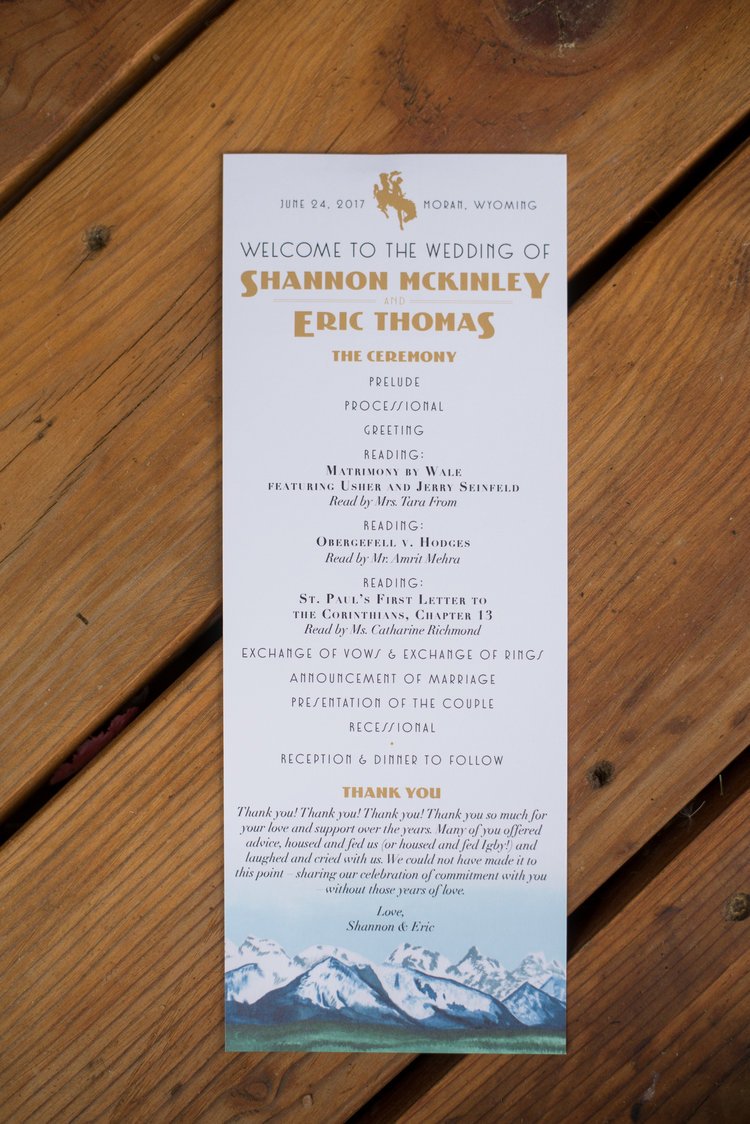 JUNE 24, 2017 MORAN, WYOMING
WELCOME TO THE WEDDING OF
SHANNON MCKINLEY
AND
ERIC THOMAS
THE CEREMONY
PRELUDE
PROCESSIONAL
GREETING
READING:
MATRIMONY BY WALE
FEATURING USHER AND JERRY SEINFELD
Read by Mrs. Tara From
READING:
OBERGEFELL V. HODGES
Read by Mr. Amrit Mehra
READING:
ST. PAUL'S FIRST LETTER TO
THE CORINTHIANS, CHAPTER 13
Read by Ms. Catharine Richmond
EXCHANGE OF VOWS & EXCHANGE OF RINGS
ANNOUNCEMENT OF MARRIAGE
PRESENTATION OF THE COUPLE
RECESSIONAL
RECEPTION & DINNER TO FOLLOW
THANK YOU
Thank you! Thank you! Thank you! Thank you so much for
your love and support over the years. Many of you offered
advice, housed and fed us (or housed and fed Igby!) and
laughed and cried with us. We could not have made it to
this point – sharing our celebration of commitment with you
– without those years of love.
Love,
Shannon & Eric